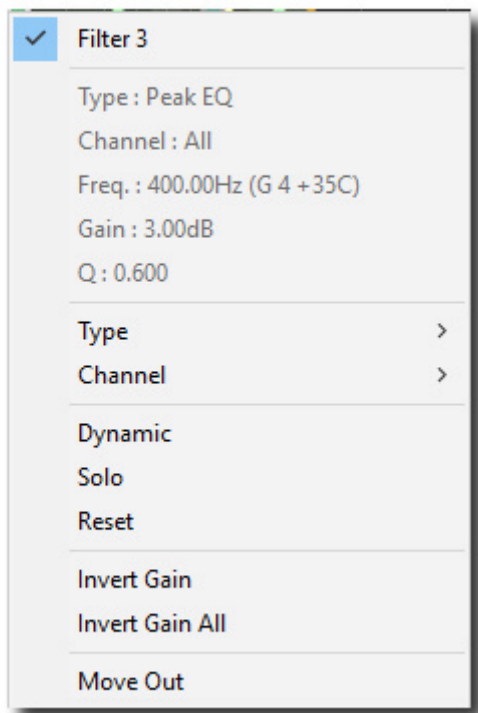 Filter 3
Type : Peak EQ
Channel : All
Freq. : 400.00Hz (G 4 +35C)
Gain : 3.00dB
Q : 0.600
Type
Channel
Dynamic
Solo
Reset
Invert Gain
Invert Gain All
Move Out